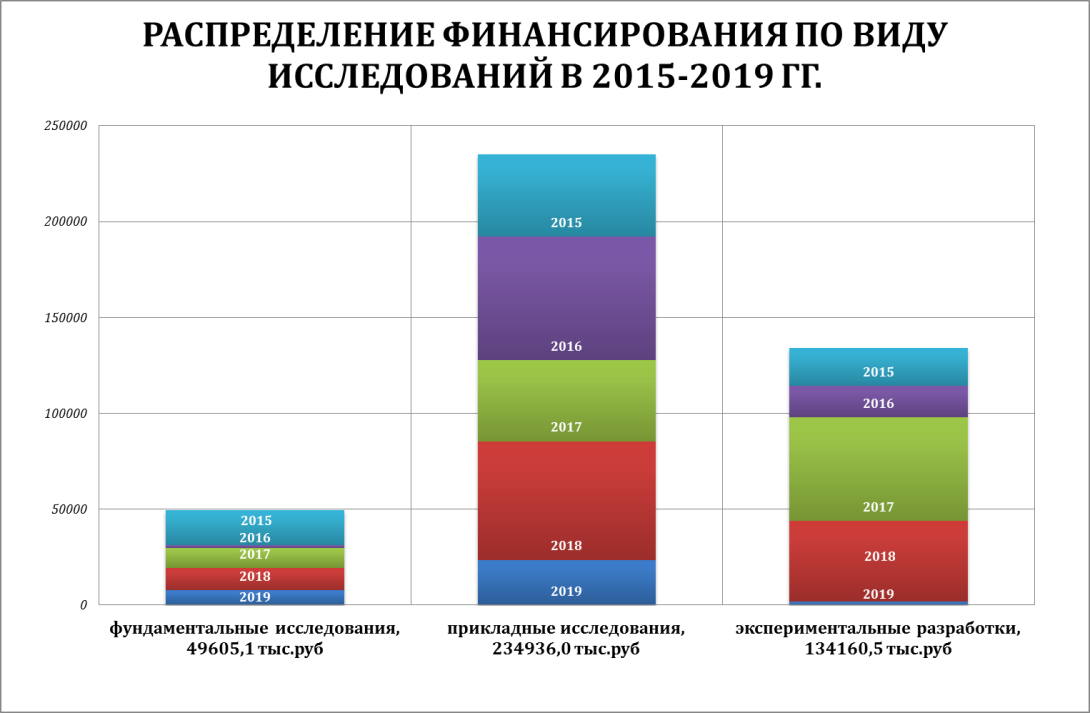 РАСПРЕДЕЛЕНИЕ ФИНАНСИРОВАНИЯ ПО ВИДУ
ИССЛЕДОВАНИЙ В 2015-2019 ГГ.
250000
200000
150000
100000
50000
0
2015
2016
2017
2018
2019
2015
2016
2017
2018
2019
2015
2016
2017
2018
2019
фундаментальные исследования,
49605,1 тыс.руб
прикладные исследования,
234936,0 тыс.руб
экспериментальные разработки,
134160,5 тыс.руб